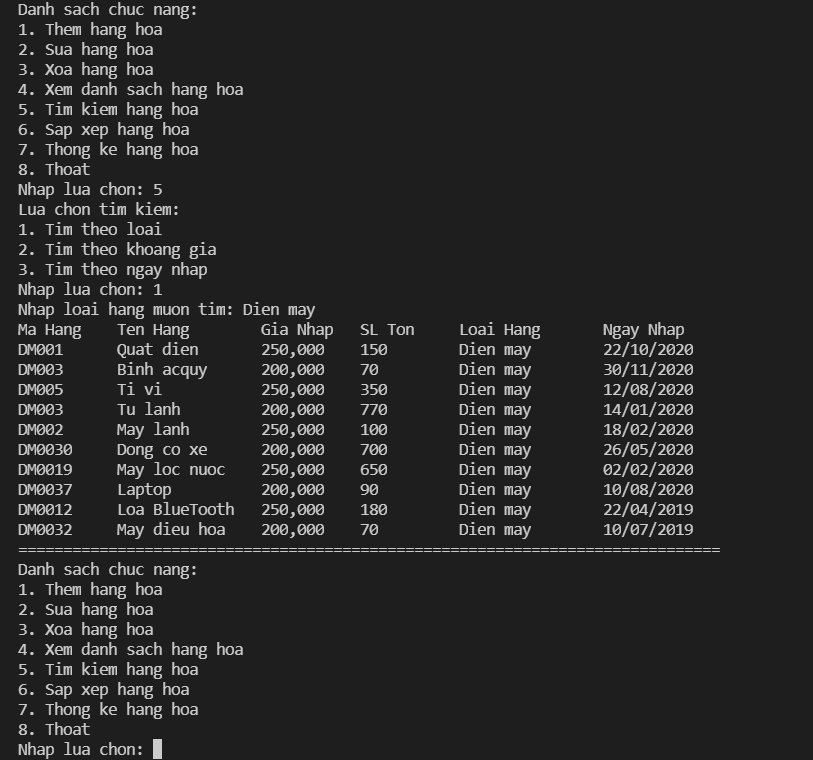 Danh sach chuc nang:
1. Them hang hoa
2. Sua hang hoa
3. Xoa hang hoa
4. Xem danh sach hang hoa
5. Tim kiem hang hoa
6. Sap xep hang hoa
7. Thong ke hang hoa
8. Thoat
Nhap lua chon: 5
Lua chon tim kiem:
1. Tim theo loai
2. Tim theo khoang gia
3. Tim theo ngay nhap
Nhap lua chon: 1
Nhap loai hang muon tim: Dien may
Ma Hang    Ten Hang        Gia Nhap   SL Ton     Loai Hang       Ngay Nhap
DM001      Quat dien       250,000    150        Dien may        22/10/2020
DM003      Binh acquy      200,000    70         Dien may        30/11/2020
DM005      Ti vi           250,000    350        Dien may        12/08/2020
DM003      Tu lanh         200,000    770        Dien may        14/01/2020
DM002      May lanh        250,000    100        Dien may        18/02/2020
DM0030     Dong co xe      200,000    700        Dien may        26/05/2020
DM0019     May loc nuoc    250,000    650        Dien may        02/02/2020
DM0037     Laptop          200,000    90         Dien may        10/08/2020
DM0012     Loa BlueTooth   250,000    180        Dien may        22/04/2019
DM0032     May dieu hoa    200,000    70         Dien may        10/07/2019
==============================================================================
Danh sach chuc nang:
1. Them hang hoa
2. Sua hang hoa
3. Xoa hang hoa
4. Xem danh sach hang hoa
5. Tim kiem hang hoa
6. Sap xep hang hoa
7. Thong ke hang hoa
8. Thoat
Nhap lua chon: